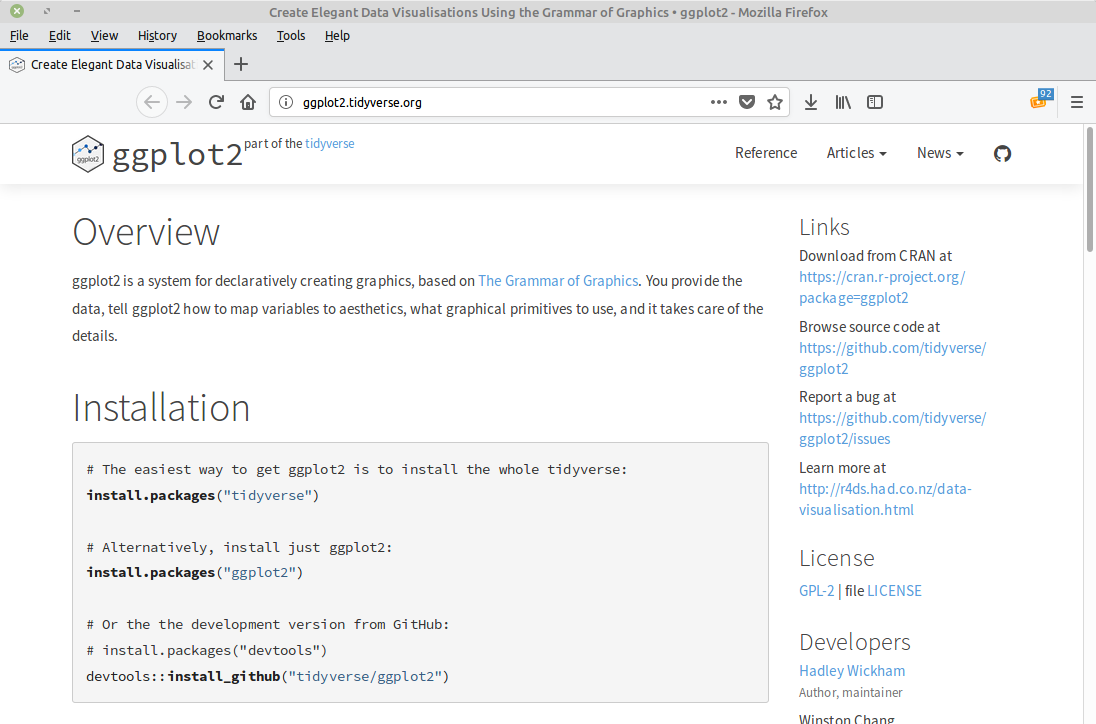 Create Elegant Data Visualisations Using the Grammar of Graphics • ggplot2 - Mozilla Firefox
File Edit View History Bookmarks Tools Help
Create Elegant Data Visualisat
ggplot2.tidyverse.org
92
ggplot2
ggplot2 part of the tidyverse
Reference Articles News
Overview
ggplot2 is a system for declaratively creating graphics, based on The Grammar of Graphics. You provide the
data, tell ggplot2 how to map variables to aesthetics, what graphical primitives to use, and it takes care of the
details.
Installation
# The easiest way to get ggplot2 is to install the whole tidyverse:
install.packages("tidyverse")
# Alternatively, install just ggplot2:
install.packages("ggplot2")
# Or the the development version from GitHub:
# install.packages("devtools")
devtools::install_github("tidyverse/ggplot2")
Links
Download from CRAN at
https://cran.r-project.org/
package=ggplot2
Browse source code at
https://github.com/tidyverse/
ggplot2
Report a bug at
https://github.com/tidyverse/
ggplot2/issues
Learn more at
http://r4ds.had.co.nz/data-
visualisation.html
License
GPL-2 | file LICENSE
Developers
Hadley Wickham
Author, maintainer
Winston Chang